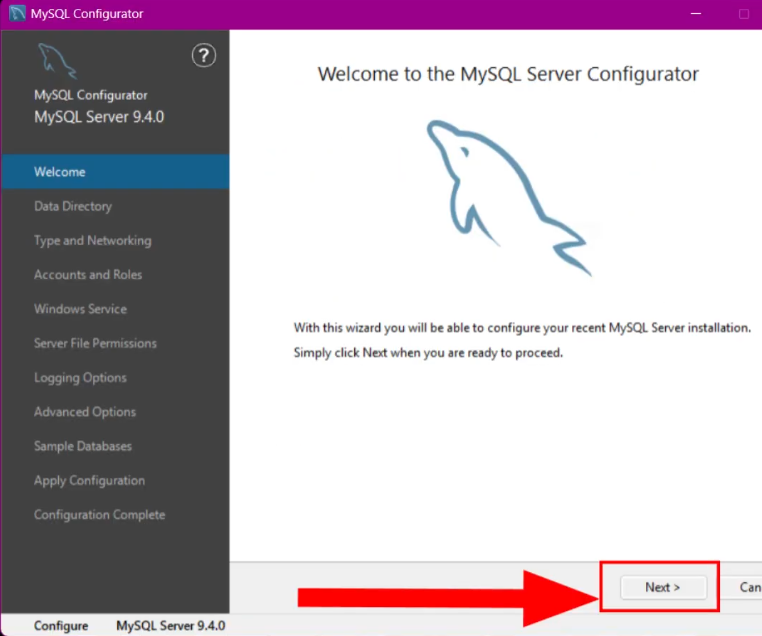 MySQL Configurator
?
MySQL Configurator
MySQL Server 9.4.0
Welcome
Data Directory
Type and Networking
Accounts and Roles
Windows Service
Server File Permissions
Logging Options
Advanced Options
Sample Databases
Apply Configuration
Configuration Complete
Welcome to the MySQL Server Configurator
With this wizard you will be able to configure your recent MySQL Server installation.
Simply click Next when you are ready to proceed.
Next >
Can
Configure MySQL Server 9.4.0